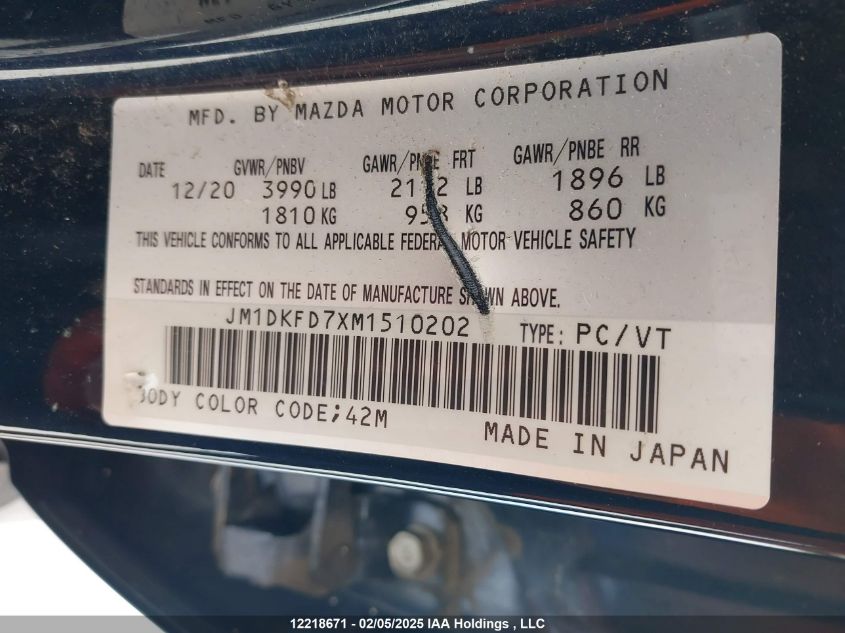 MFD. BY MAZDA MOTOR CORPORATION
DATE GVWR/PNBV GAWR/PNBE FRT GAWR/PNBE RR
12/20 3990 LB LB 1896 LB
1810 KG KG 860 KG
THIS VEHICLE CONFORMS TO ALL APPLICABLE FEDERAL MOTOR VEHICLE SAFETY
STANDARDS IN EFFECT ON THE DATE OF MANUFACTURE SHOWN ABOVE.
JM1DKFD7XM1510202 TYPE: PC/VT
BODY COLOR CODE;42M
MADE IN JAPAN
12218671 - 02/05/2025 IAA Holdings , LLC